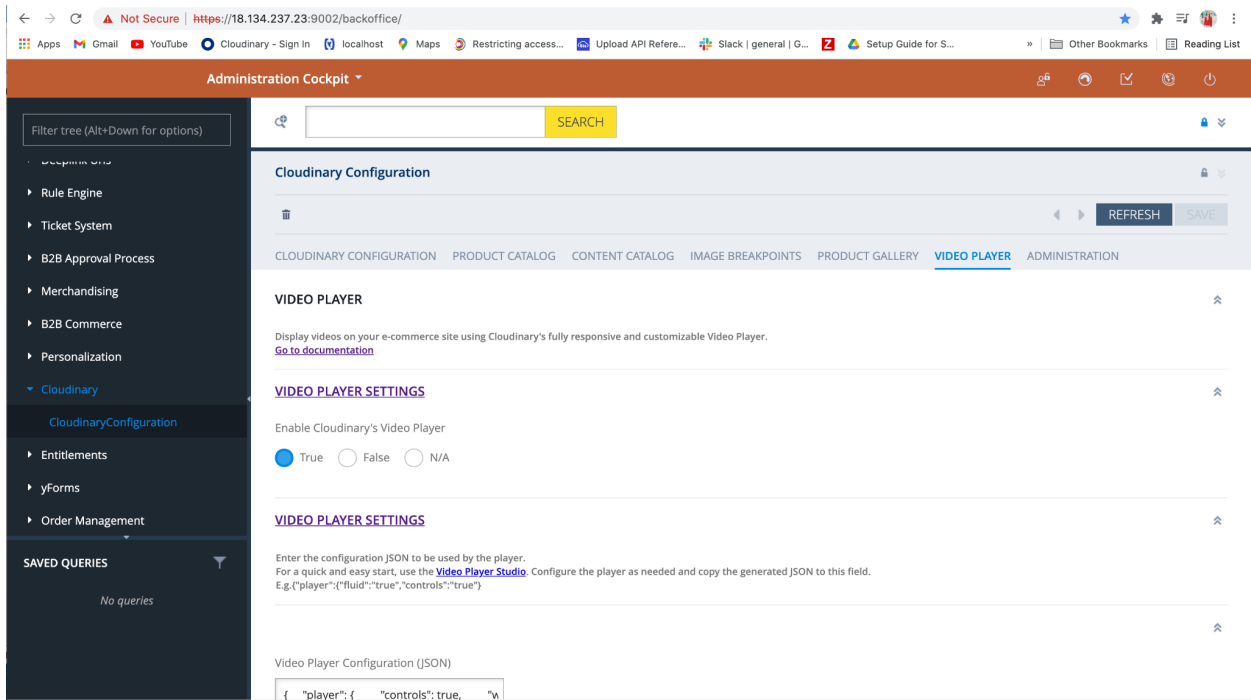 Not Secure | https://18.134.237.23:9002/backoffice/
Apps Gmail YouTube Cloudinary - Sign In localhost Maps Restricting access... Upload API Refere... Slack | general | G... Z Setup Guide for S... » Other Bookmarks Reading List
Administration Cockpit
Filter tree (Alt+Down for options)
SEARCH
Deeplink Urls
Rule Engine
Ticket System
B2B Approval Process
Merchandising
B2B Commerce
Personalization
Cloudinary
CloudinaryConfiguration
Entitlements
yForms
Order Management
SAVED QUERIES
No queries
Cloudinary Configuration
REFRESH SAVE
CLOUDINARY CONFIGURATION PRODUCT CATALOG CONTENT CATALOG IMAGE BREAKPOINTS PRODUCT GALLERY VIDEO PLAYER ADMINISTRATION
VIDEO PLAYER
Display videos on your e-commerce site using Cloudinary's fully responsive and customizable Video Player.
Go to documentation
VIDEO PLAYER SETTINGS
Enable Cloudinary's Video Player
True False N/A
VIDEO PLAYER SETTINGS
Enter the configuration JSON to be used by the player.
For a quick and easy start, use the Video Player Studio. Configure the player as needed and copy the generated JSON to this field.
E.g.{"player":{"fluid":"true","controls":"true"}
Video Player Configuration (JSON)
{ "player": { "controls": true, "w